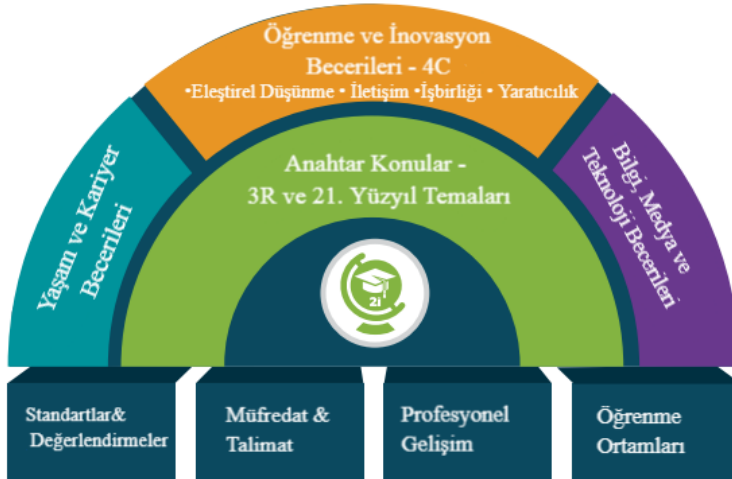 Öğrenme ve İnovasyon
Becerileri - 4C
•Eleştirel Düşünme • İletişim •İşbirliği • Yaratıcılık
Yaşam ve Kariyer
Becerileri
Anahtar Konular -
3R ve 21. Yüzyıl Temaları
Bilgi, Medya ve
Teknoloji Becerileri
2i
Standartlar&
Değerlendirmeler
Müfredat &
Talimat
Profesyonel
Gelişim
Öğrenme
Ortamları